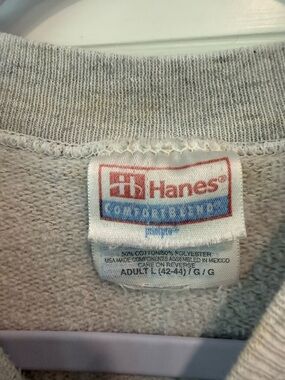 Hanes®
COMFORTBLEND®
50% COTTON/50% POLYESTER
USA MADE COMPONENTS ASSEMBLED IN MEXICO
CARE ON REVERSE
ADULT L (42-44) / G / G